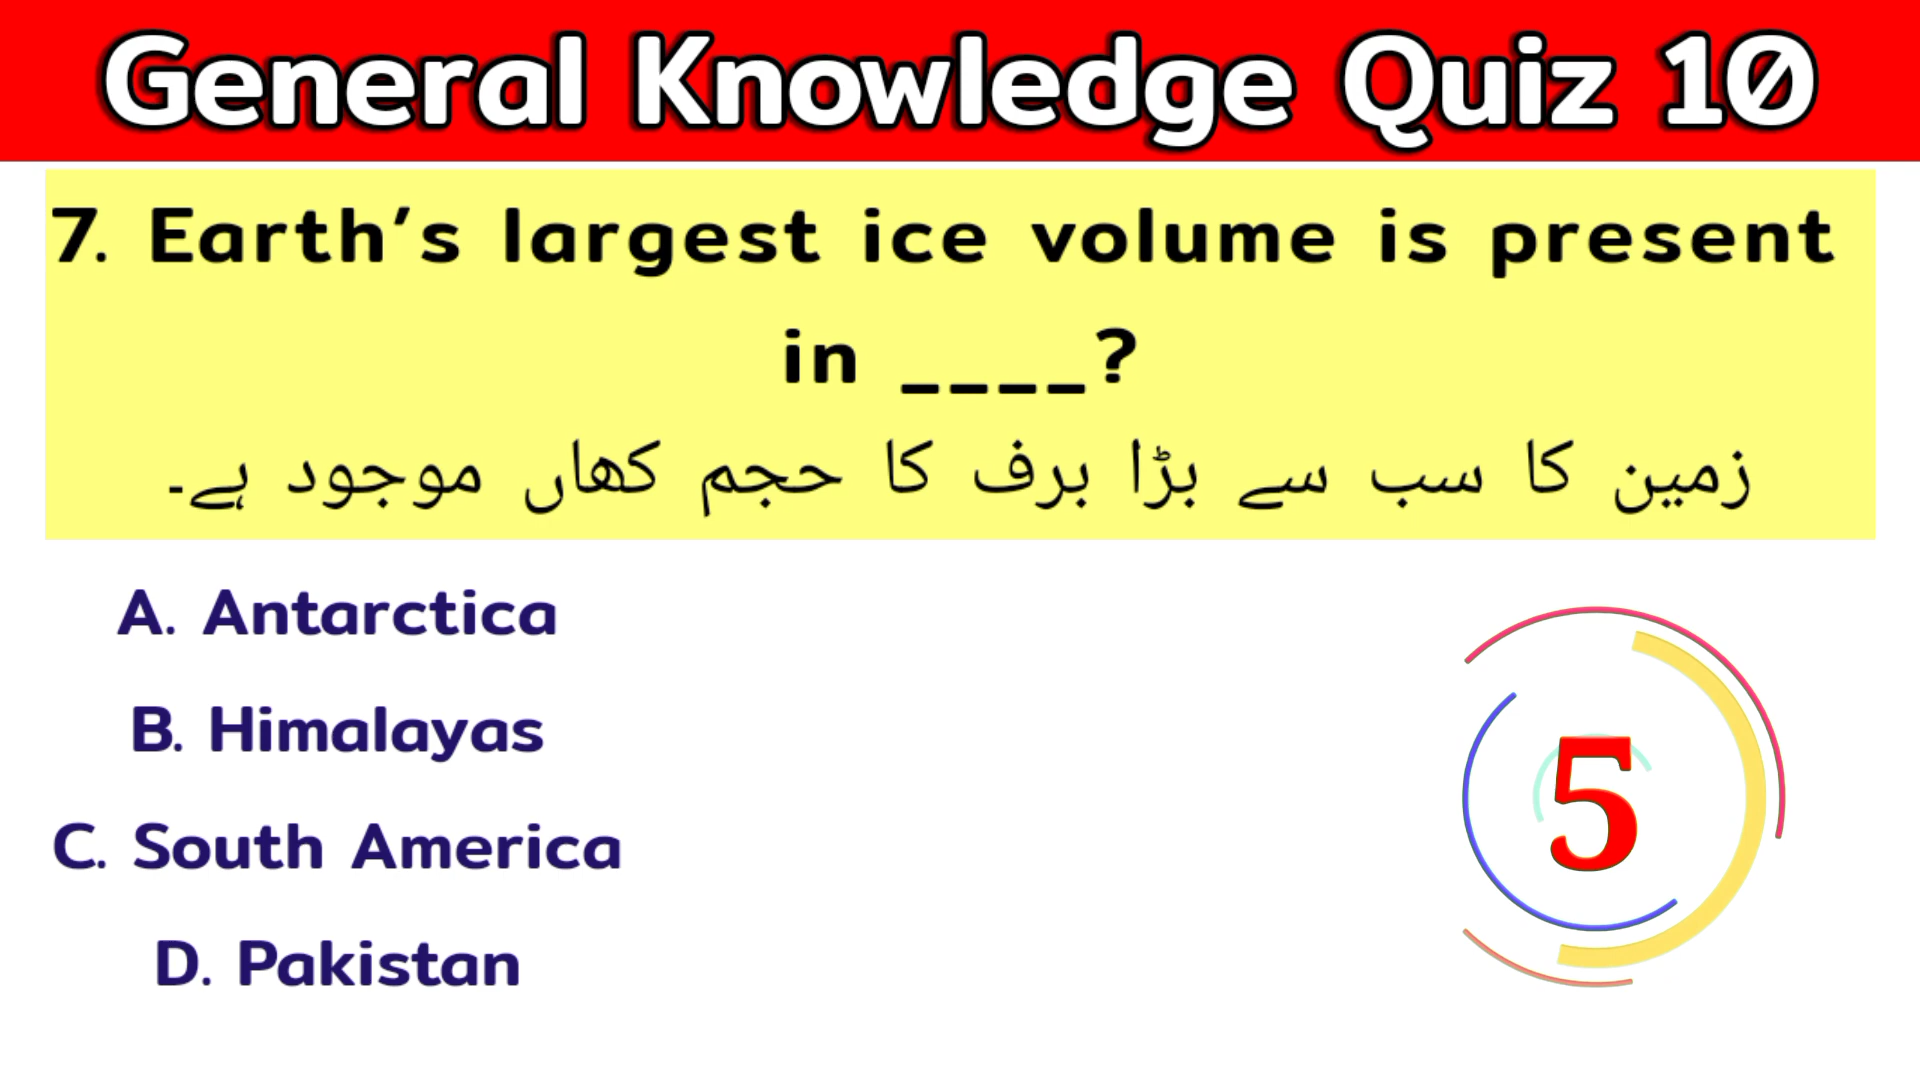 General Knowledge Quiz 10
7. Earth’s largest ice volume is present
in ____?
زمین کا سب سے بڑا برف کا حجم کھاں موجود ہے۔
A. Antarctica
B. Himalayas
C. South America
D. Pakistan
5